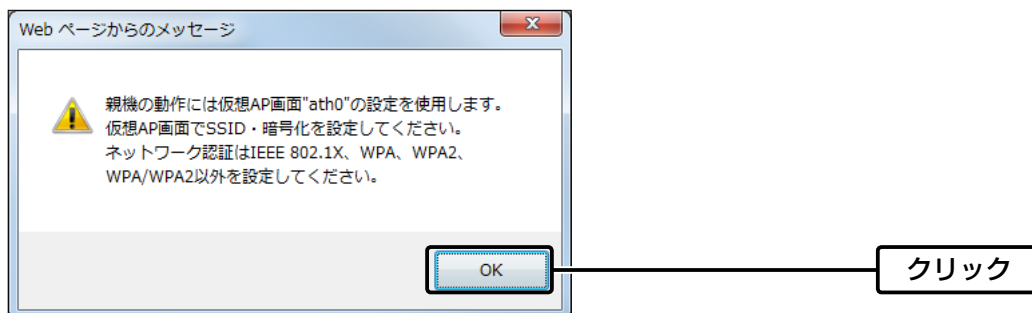 Web ページからのメッセージ
親機の動作には仮想AP画面"ath0"の設定を使用します。
仮想AP画面でSSID・暗号化を設定してください。
ネットワーク認証はIEEE 802.1X、WPA、WPA2、
WPA/WPA2以外を設定してください。
OK
クリック